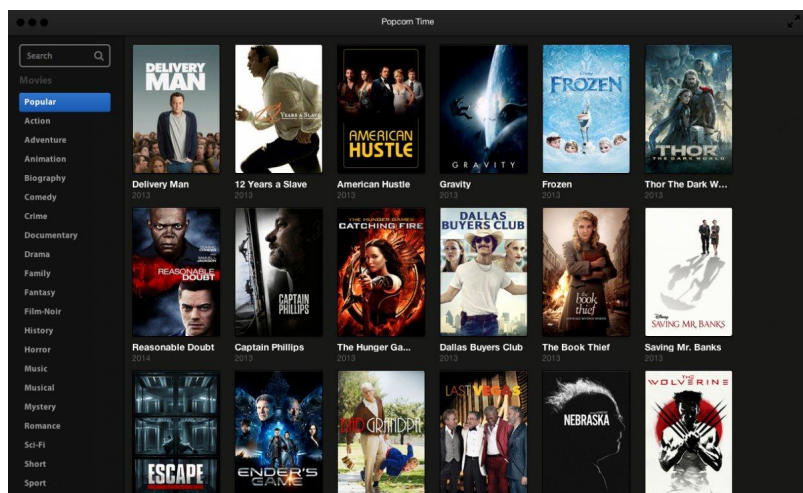 Popcorn Time
Search
Movies
Popular
Action
Adventure
Animation
Biography
Comedy
Crime
Documentary
Drama
Family
Fantasy
Film-Noir
History
Horror
Music
Musical
Mystery
Romance
Sci-Fi
Short
Sport
DELIVERY
MAN
YEARS A SLAVE
AMERICAN
HUSTLE
GRAVITY
FROZEN
THOR
THE DARK WORLD
Delivery Man
12 Years a Slave
American Hustle
Gravity
Frozen
Thor The Dark W...
2013
2013
2013
2013
2013
2013
REASONABLE
DOUBT
CAPTAIN
PHILLIPS
THE HUNGER GAMES
CATCHING FIRE
DALLAS
BUYERS CLUB
the
book
thief
Disney
SAVING MR. BANKS
Reasonable Doubt
Captain Phillips
The Hunger Ga...
Dallas Buyers Club
The Book Thief
Saving Mr. Banks
2014
2013
2013
2013
2013
2013
ESCAPE
ENDER'S
GAME
BAD GRANDPA
LAST VEGAS
NEBRASKA
THE
WOLVERINE